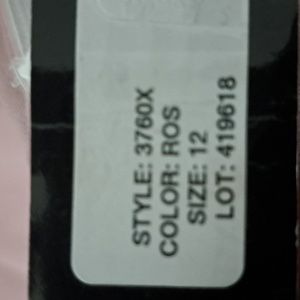 STYLE: 3760X
COLOR: ROS
SIZE: 12
LOT: 419618